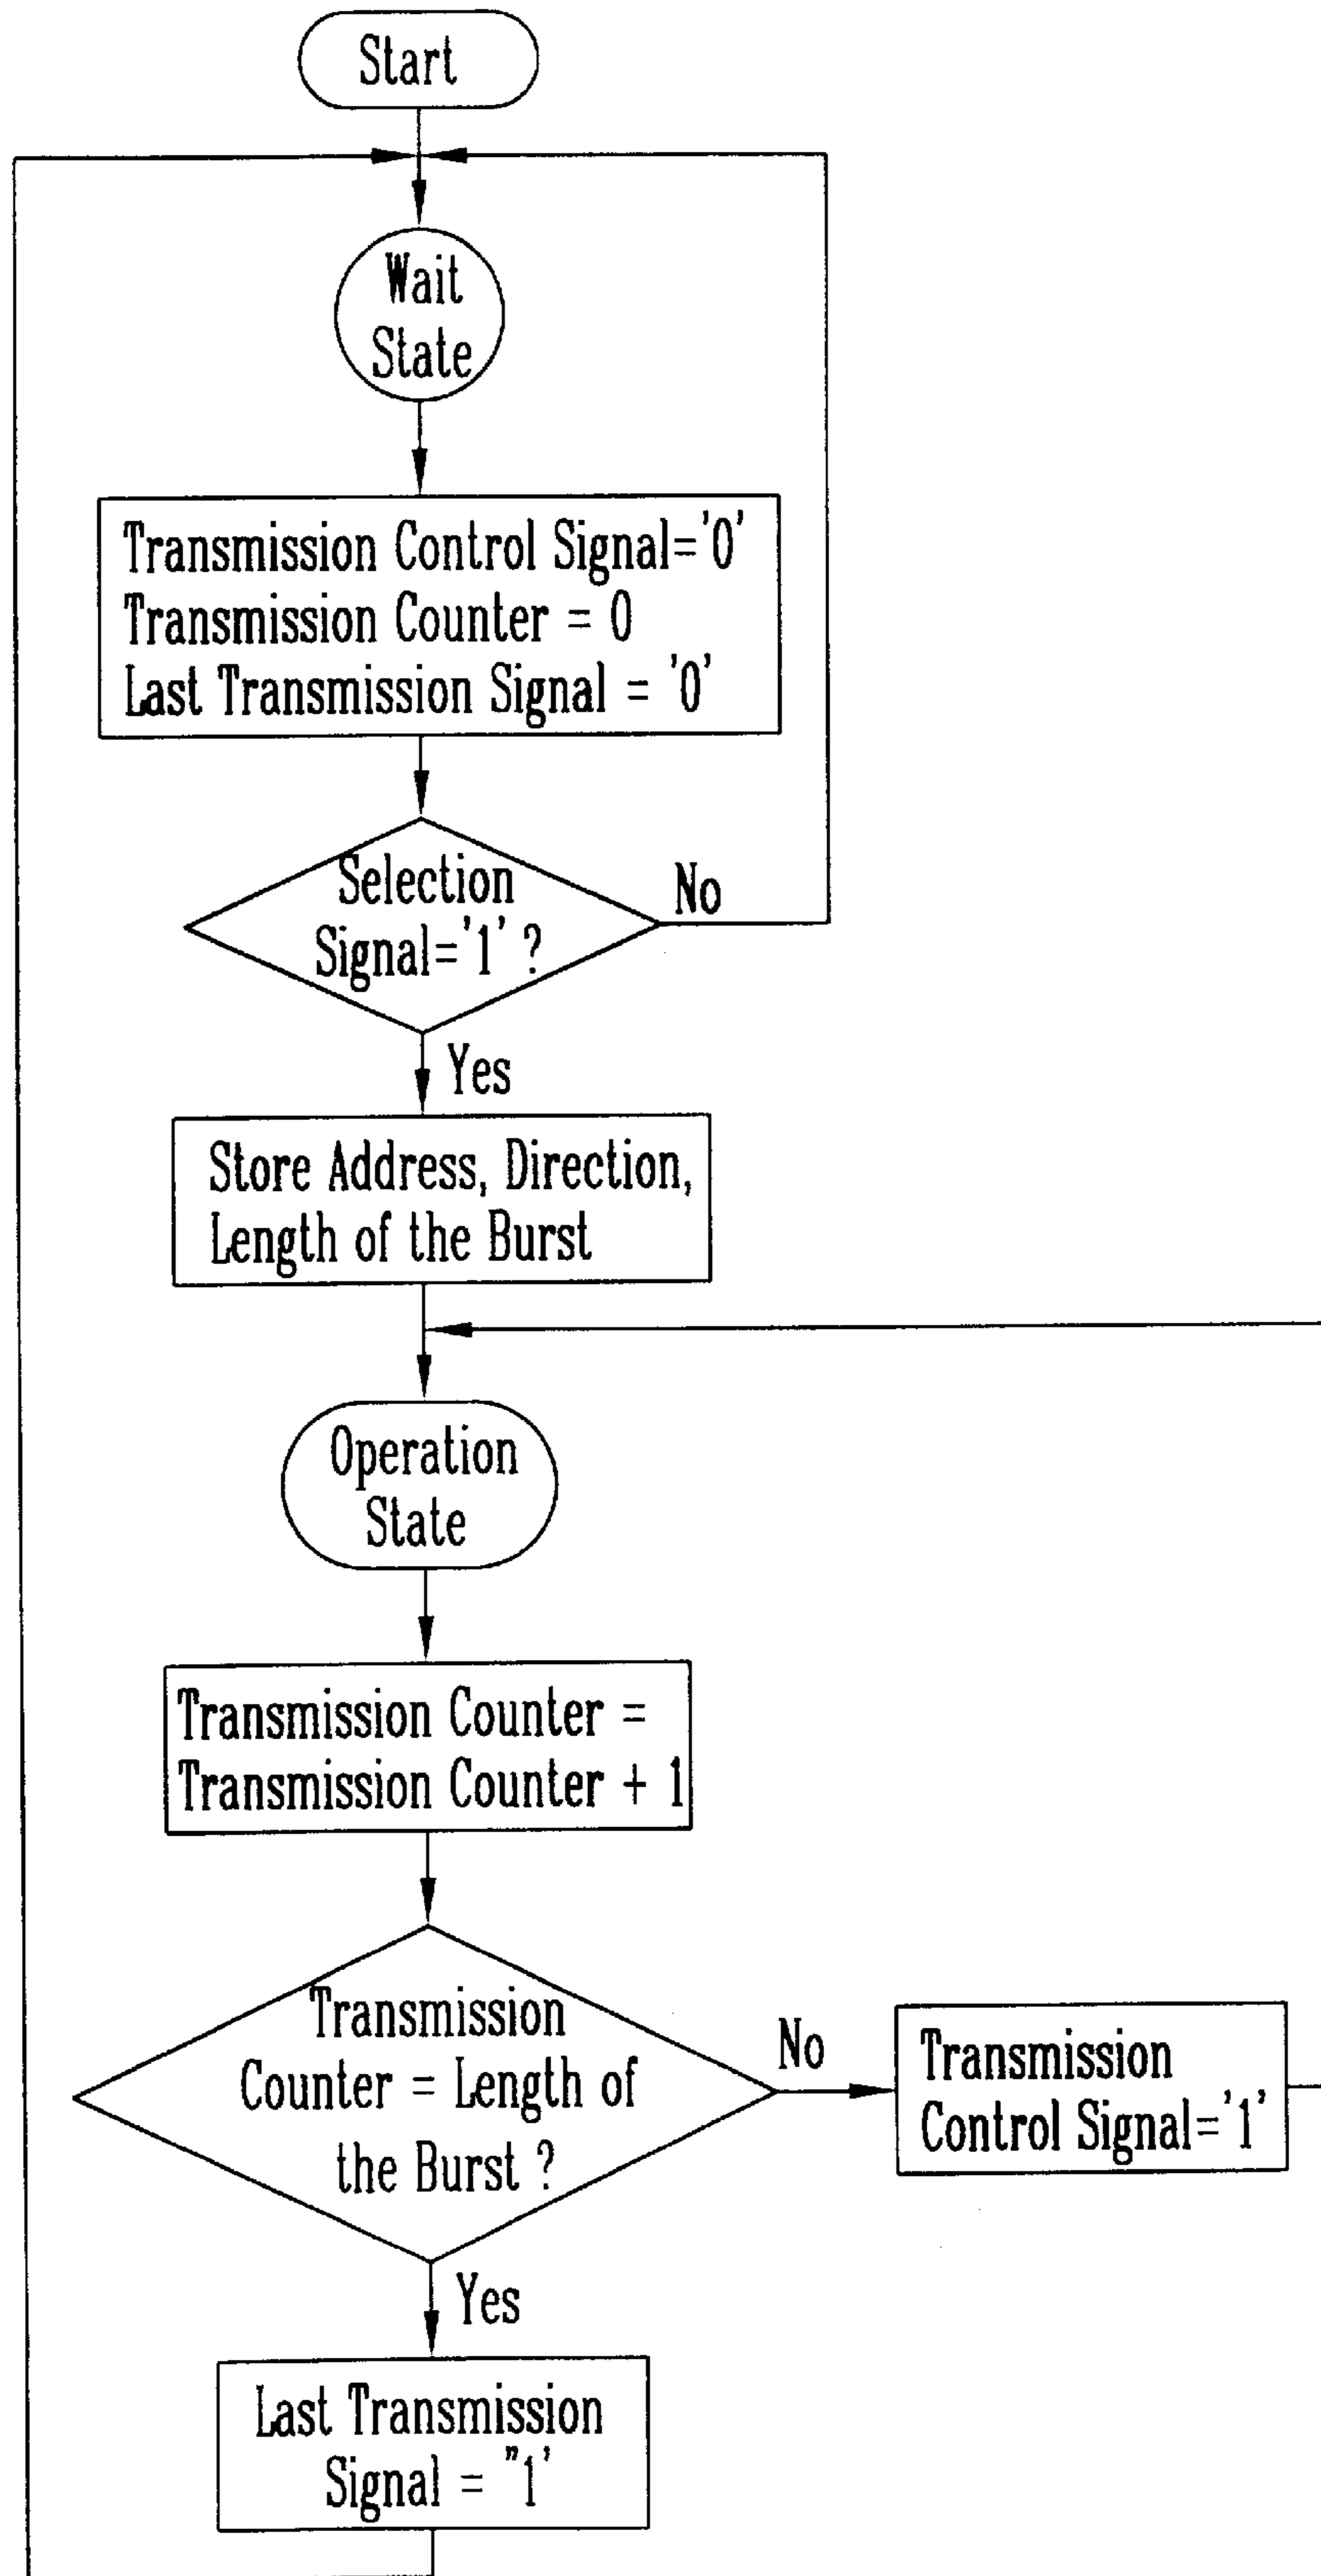 Start
Wait
State
Transmission Control Signal='0'
Transmission Counter = 0
Last Transmission Signal = '0'
Selection
Signal='1' ?
No
Yes
Store Address, Direction,
Length of the Burst
Operation
State
Transmission Counter =
Transmission Counter + 1
Transmission
Counter = Length of
the Burst ?
No
Transmission
Control Signal='1'
Yes
Last Transmission
Signal = "1'